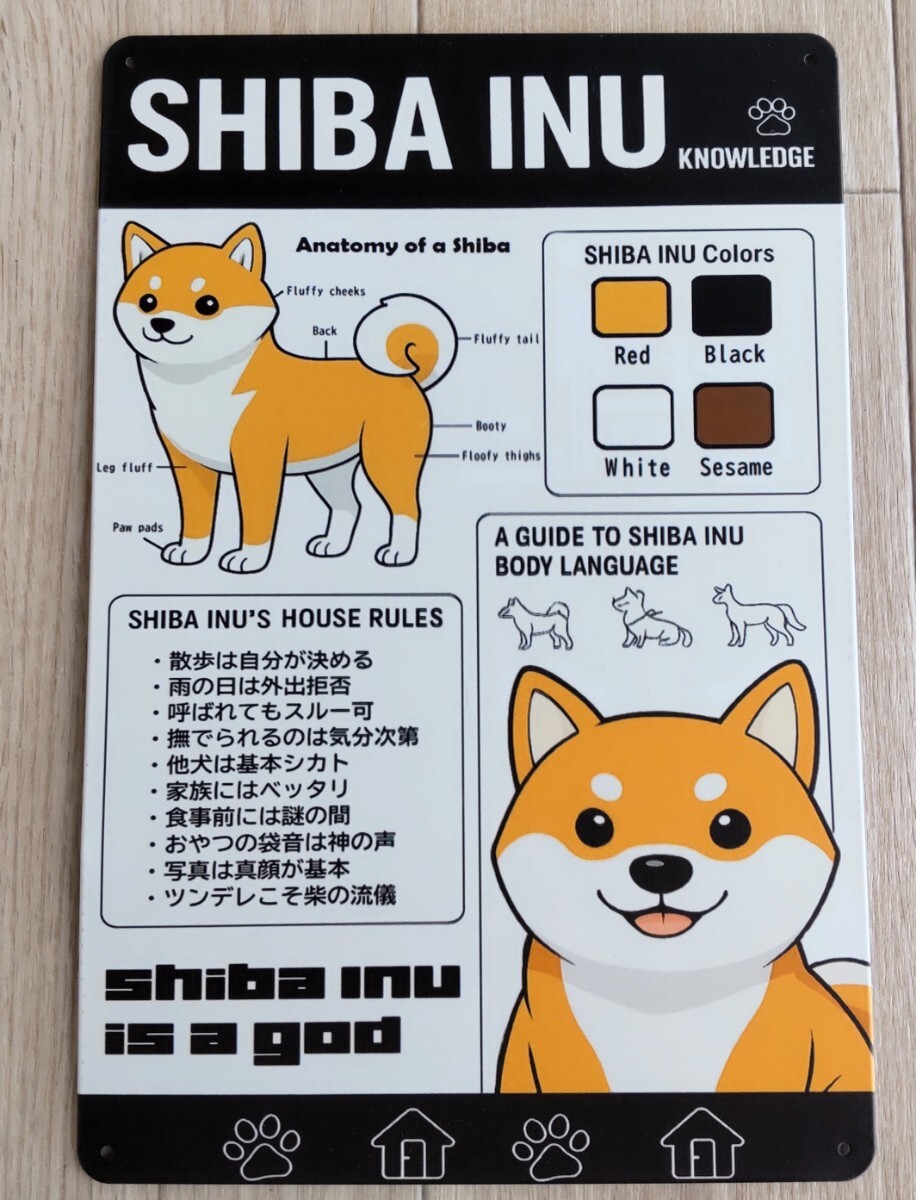 SHIBA INU
KNOWLEDGE
Anatomy of a Shiba
Fluffy cheeks
Back
Fluffy tail
Booty
Floofy thighs
Leg fluff
Paw pads
SHIBA INU Colors
Red
Black
White
Sesame
A GUIDE TO SHIBA INU
BODY LANGUAGE
SHIBA INU'S HOUSE RULES
・散歩は自分が決める
・雨の日は外出拒否
・呼ばれてもスルー可
・撫でられるのは気分次第
・他犬は基本シカト
・家族にはベッタリ
・食事前には謎の間
・おやつの袋音は神の声
・写真は真顔が基本
・ツンデレこそ柴の流儀
shiba inu
is a god